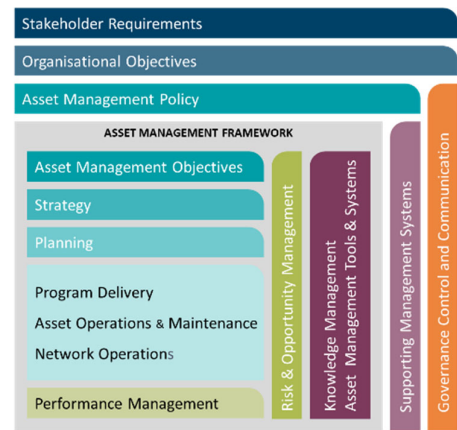 Stakeholder Requirements
Organisational Objectives
Asset Management Policy
ASSET MANAGEMENT FRAMEWORK
Asset Management Objectives
Strategy
Planning
Program Delivery
Asset Operations & Maintenance
Network Operations
Performance Management
Risk & Opportunity Management
Knowledge Management
Asset Management Tools & Systems
Supporting Management Systems
Governance Control and Communication